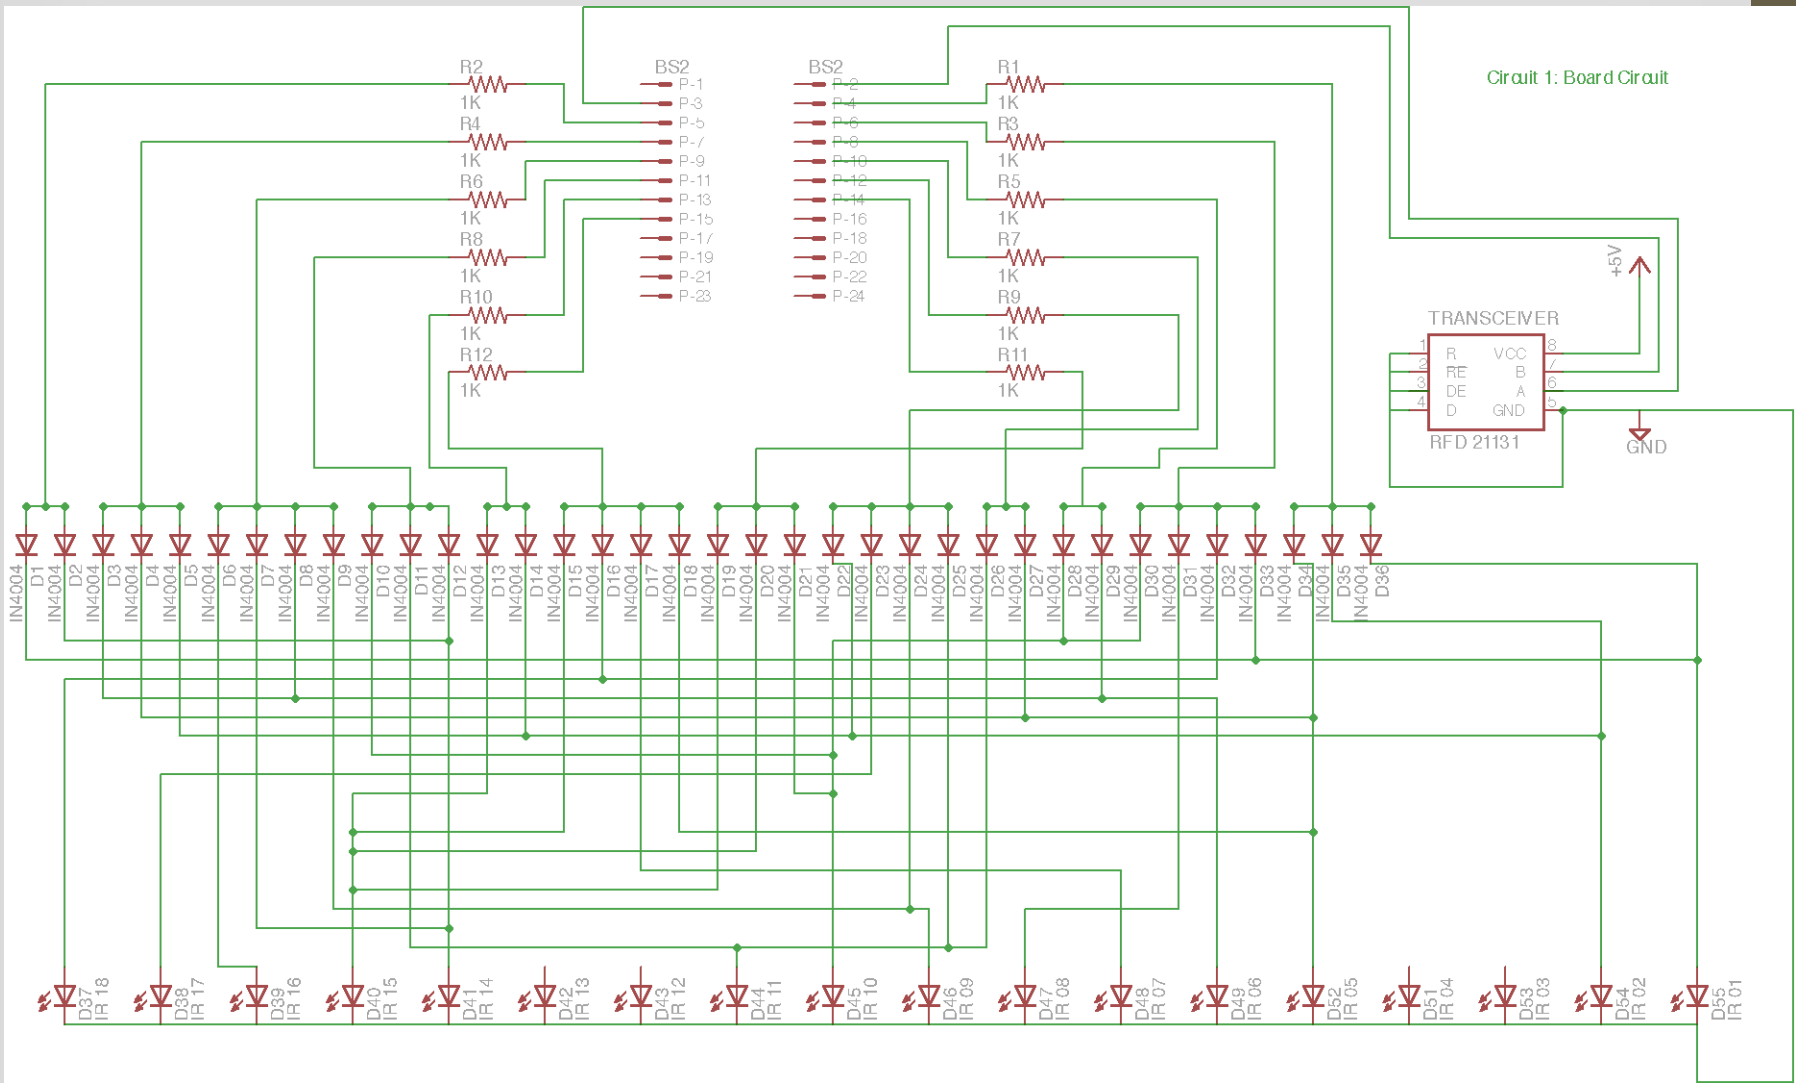 Circuit 1: Board Circuit
R2
1K
R4
1K
R6
1K
R8
1K
R10
1K
R12
1K
BS2
P-1
P-3
P-5
P-7
P-9
P-11
P-13
P-15
P-17
P-19
P-21
P-23
BS2
P-2
P-4
P-6
P-8
P-10
P-12
P-14
P-16
P-18
P-20
P-22
P-24
R1
1K
R3
1K
R5
1K
R7
1K
R9
1K
R11
1K
+5V
TRANSCEIVER
1 R VCC 8
2 RE B 7
3 DE A 6
4 D GND 5
RFD 21131
GND
IN4004 D1
IN4004 D2
IN4004 D3
IN4004 D4
IN4004 D5
IN4004 D6
IN4004 D7
IN4004 D8
IN4004 D9
IN4004 D10
IN4004 D11
IN4004 D12
IN4004 D13
IN4004 D14
IN4004 D15
IN4004 D16
IN4004 D17
IN4004 D18
IN4004 D19
IN4004 D20
IN4004 D21
IN4004 D22
IN4004 D23
IN4004 D24
IN4004 D25
IN4004 D26
IN4004 D27
IN4004 D28
IN4004 D29
IN4004 D30
IN4004 D31
IN4004 D32
IN4004 D33
IN4004 D34
IN4004 D35
IN4004 D36
D37
IR 18
D38
IR 17
D39
IR 16
D40
IR 15
D41
IR 14
D42
IR 13
D43
IR 12
D44
IR 11
D45
IR 10
D46
IR 09
D47
IR 08
D48
IR 07
D49
IR 06
D52
IR 05
D51
IR 04
D53
IR 03
D54
IR 02
D55
IR 01